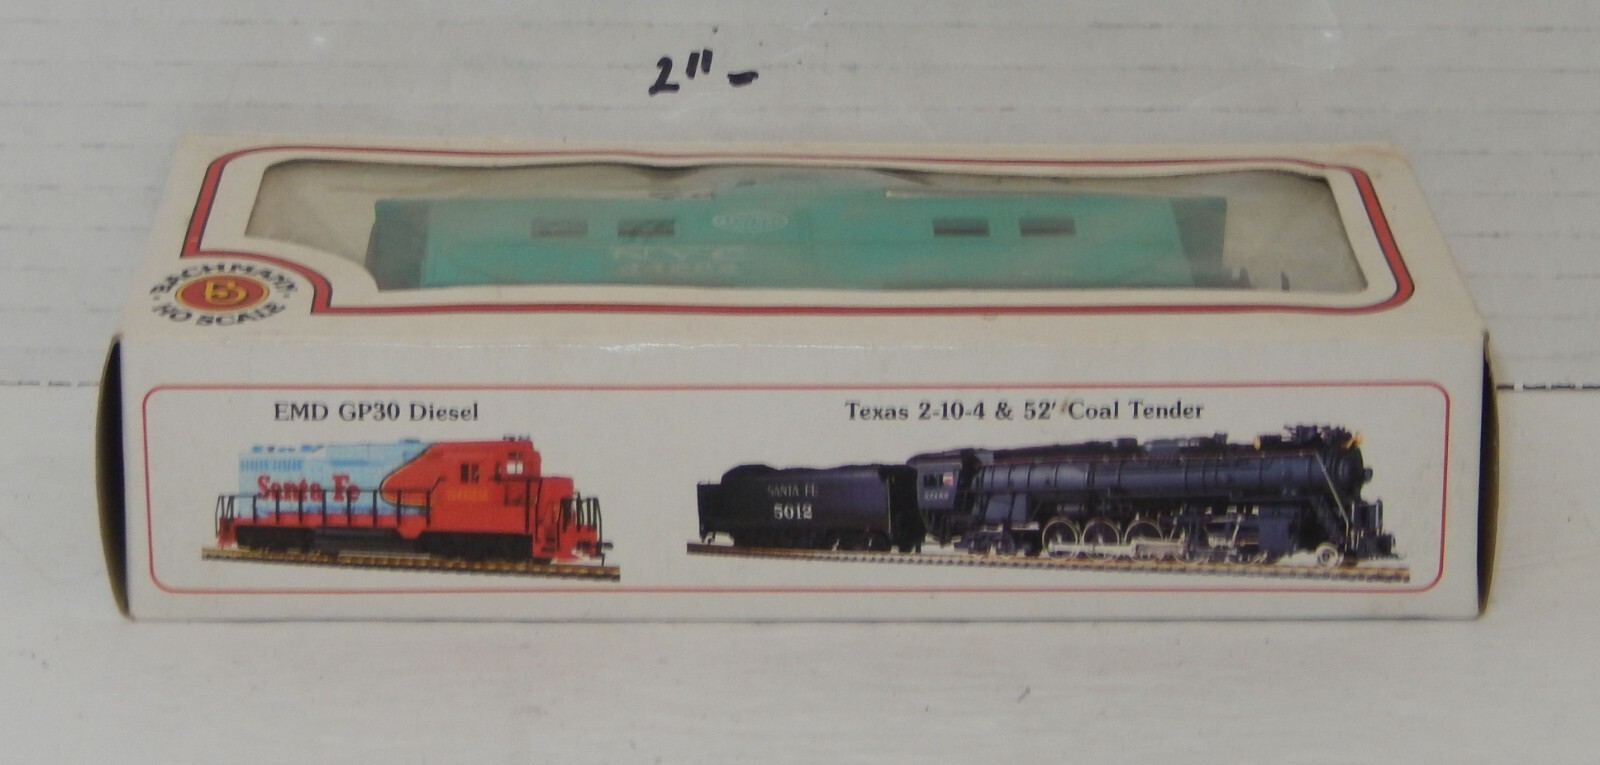 2" -
BACHMANN
B
HO SCALE
N.Y.C
EMD GP30 Diesel
Texas 2-10-4 & 52' Coal Tender
Santa Fe
SANTA FE
5012